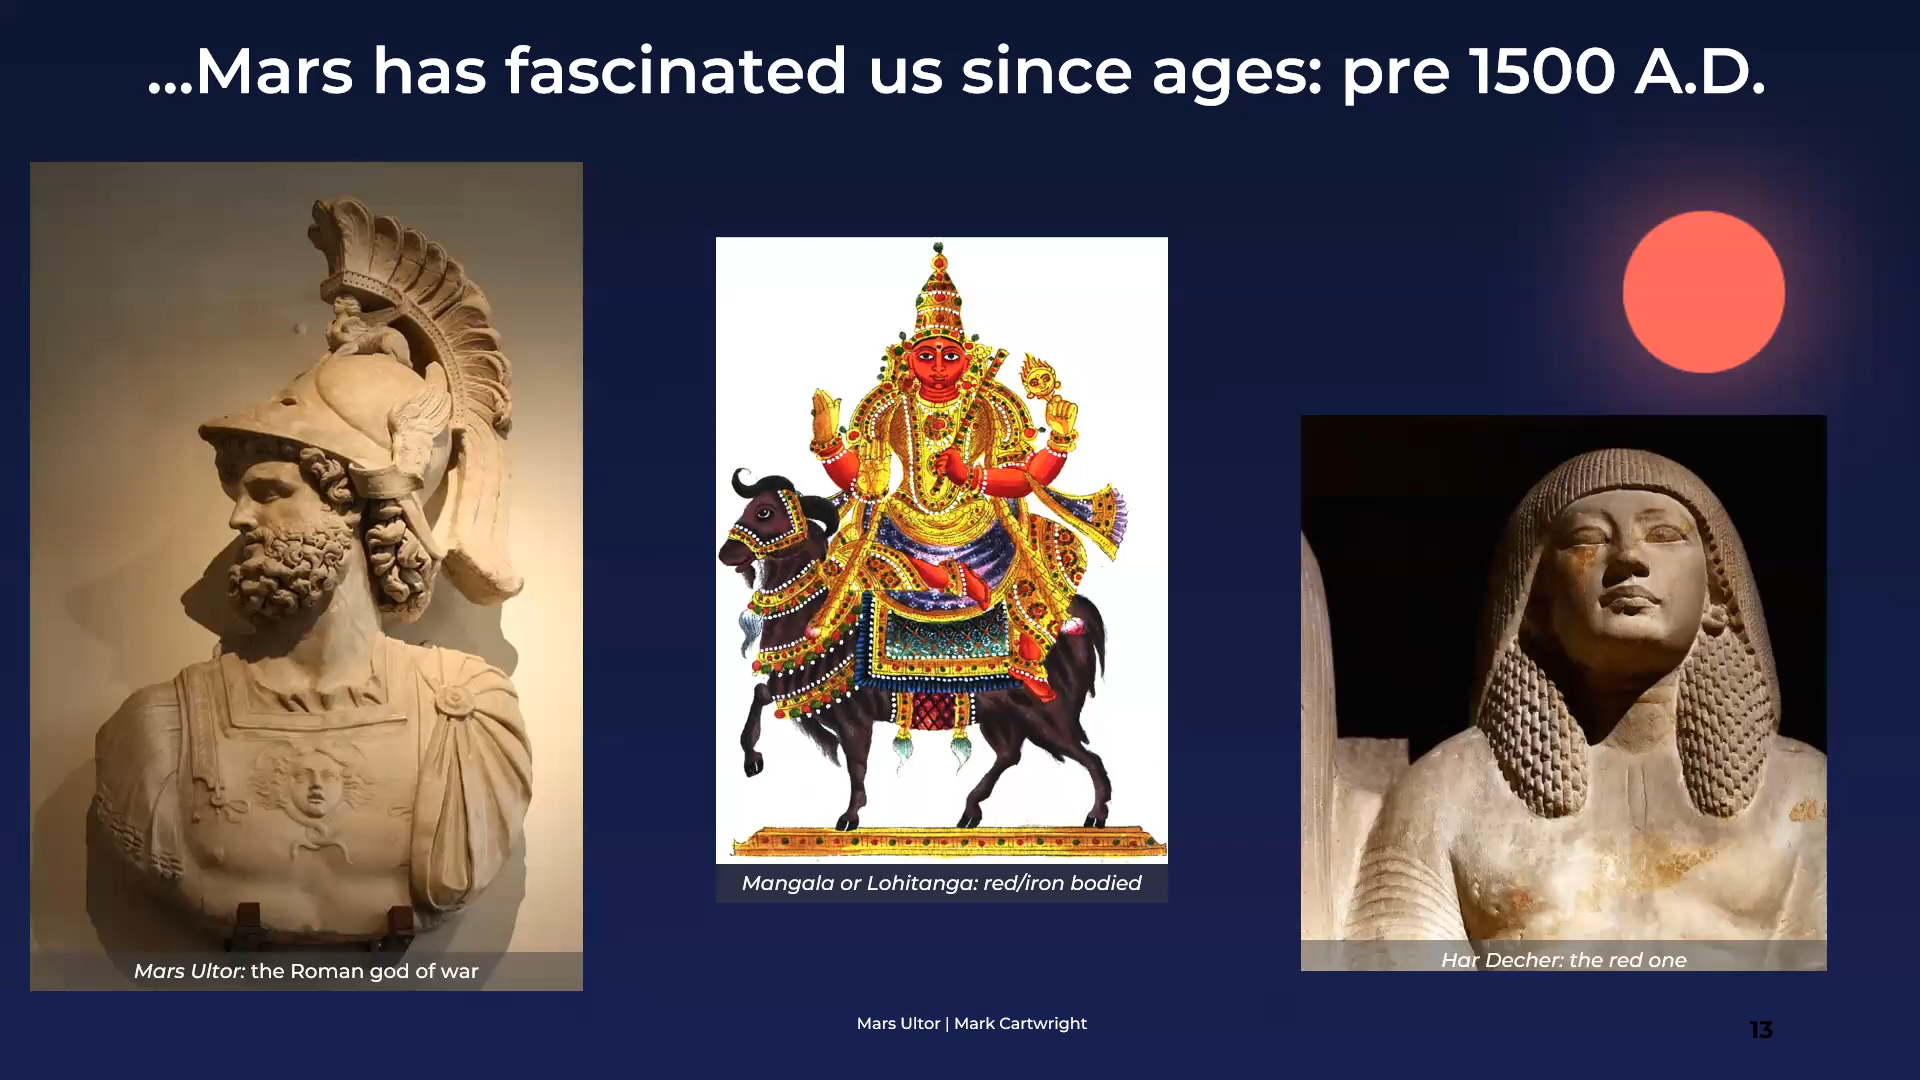 ...Mars has fascinated us since ages: pre 1500 A.D.
Mars Ultor: the Roman god of war
Mangala or Lohitanga: red/iron bodied
Har Decher: the red one
Mars Ultor | Mark Cartwright
13